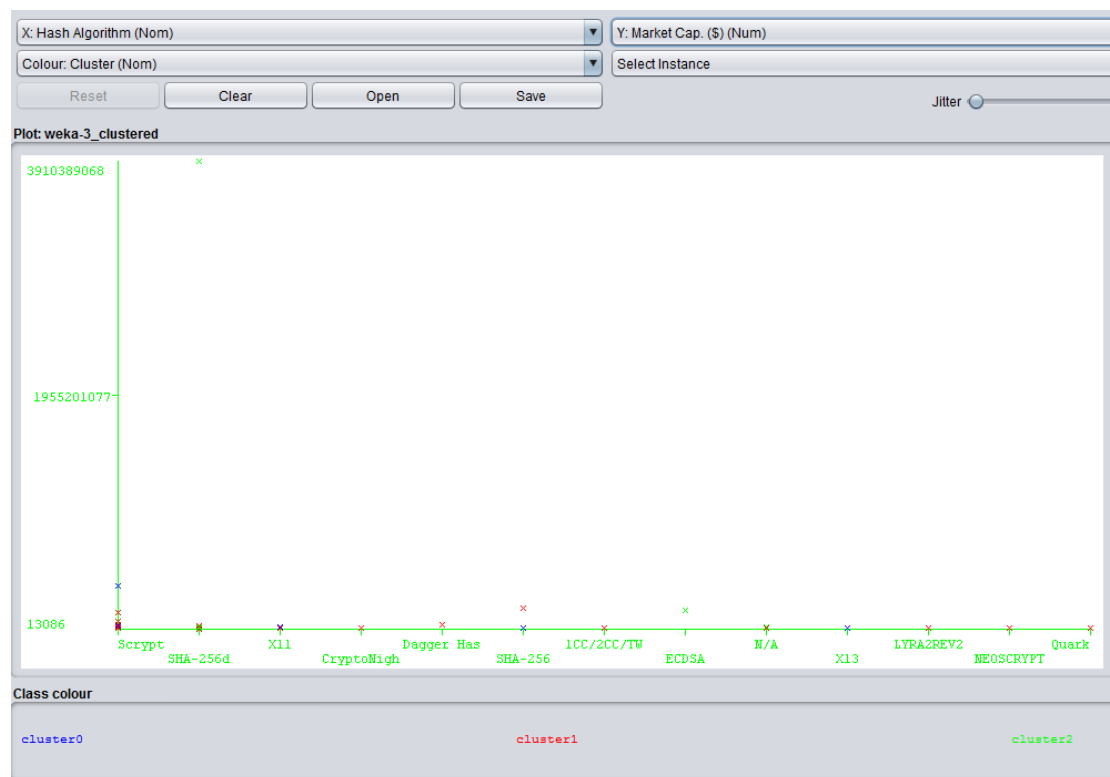 X: Hash Algorithm (Nom) Y: Market Cap. ($) (Num)
Colour: Cluster (Nom) Select Instance
Reset Clear Open Save Jitter
Plot: weka-3_clustered
3910389068
1955201077
13086
Scrypt X11 Dagger Has 1CC/2CC/TW N/A LYRA2REV2 Quark
SHA-256d CryptoNigh SHA-256 ECDSA X13 NEOSCRYPT
Class colour
cluster0 cluster1 cluster2